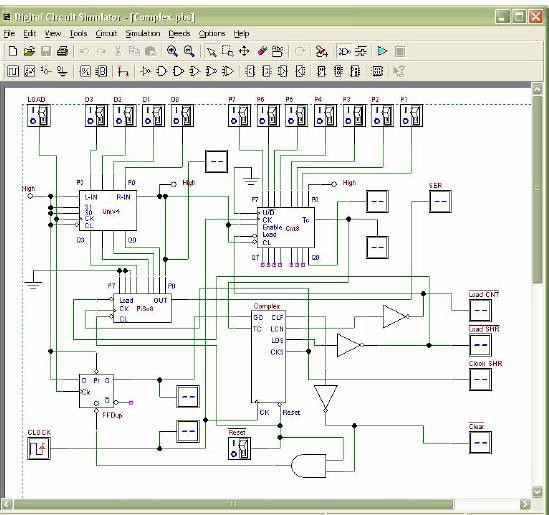 Digital Circuit Simulator - [Complex.pbs]
File Edit View Tools Circuit Simulation Deeds Options Help
LOAD D3 D2 D1 D0 P7 P6 P5 P4 P3 P2 P1
High
P3 P0
L-IN R-IN
Univ4
S1
S0
CK
CL
Q3 Q0
High
P7 P0
U/D
CK
Enable
Load
CL
Tc
Cnt8
Q7 Q0
High
SER
P7 P0
Load OUT
CK PiSo8
CL
Complex
GO CLF
TC LCN
LDS
CKS
CK Reset
Load CNT
Load SHR
Clock SHR
D Pr Q
Ck
Cl Q
FFDup
CLOCK
Reset
Clear